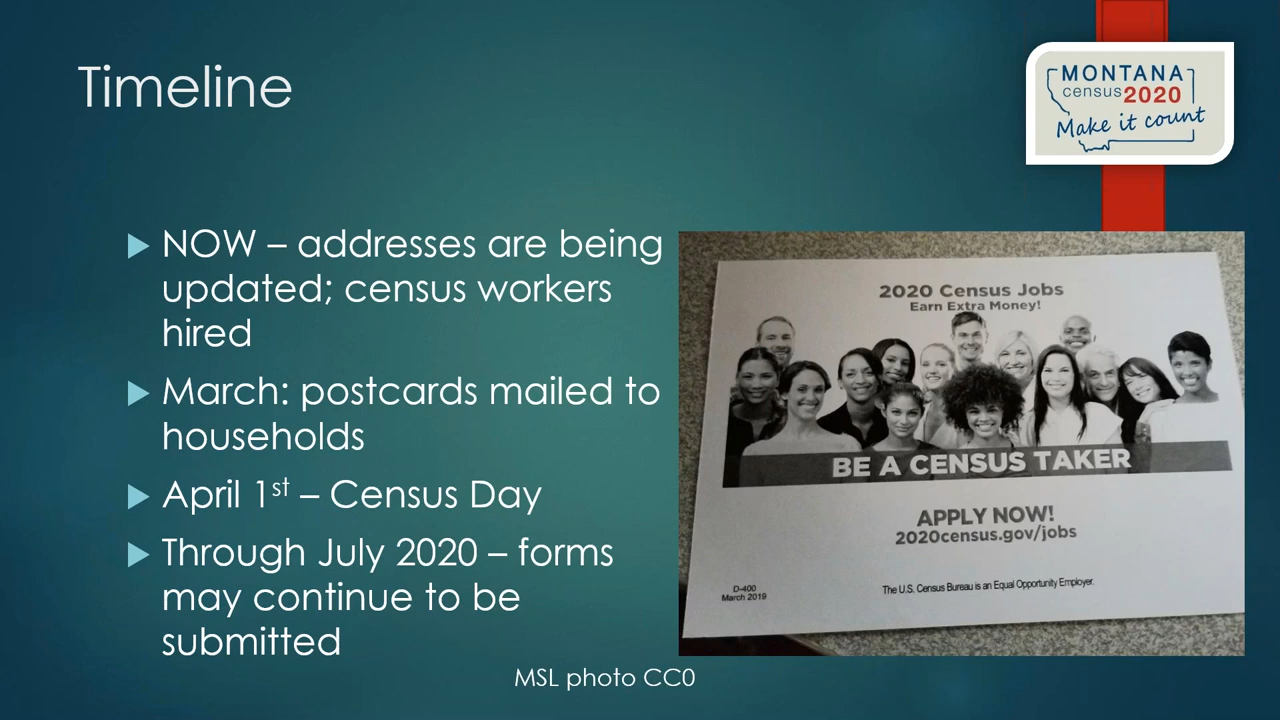 Timeline
MONTANA
census2020
Make it count
NOW – addresses are being
updated; census workers
hired
March: postcards mailed to
households
April 1st – Census Day
Through July 2020 – forms
may continue to be
submitted
2020 Census Jobs
Earn Extra Money!
BE A CENSUS TAKER
APPLY NOW!
2020census.gov/jobs
D-400
March 2019
The U.S. Census Bureau is an Equal Opportunity Employer.
MSL photo CC0